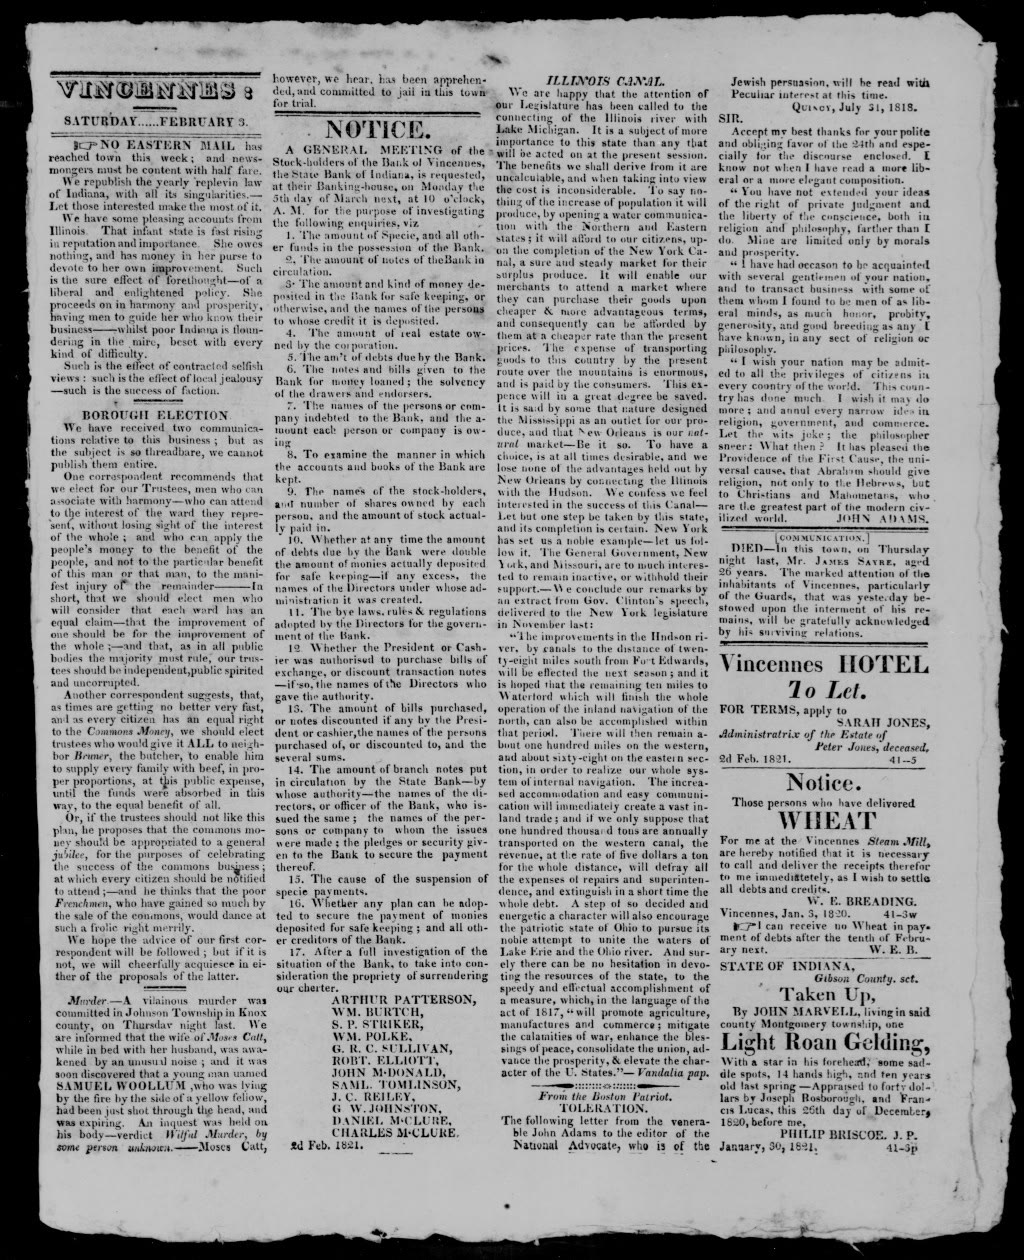 VINCENNES:
SATURDAY......FEBRUARY 3.
☞NO EASTERN MAIL has
reached town this week; and news-
mongers must be content with half fare.
We republish the yearly replevin law
of Indiana, with all its singularities.—
Let those interested make the most of it.
We have some pleasing accounts from
Illinois. That infant state is fast rising
in reputation and importance. She owes
nothing, and has money in her purse to
devote to her own improvement. Such
is the sure effect of forethought—of a
liberal and enlightened policy. She
proceeds on in harmony and prosperity,
having men to guide her who know their
business——whilst poor Indiana is floun-
dering in the mire, beset with every
kind of difficulty.
Such is the effect of contracted selfish
views: such is the effect of local jealousy
—such is the success of faction.
BOROUGH ELECTION
We have received two communica-
tions relative to this business; but as
the subject is so threadbare, we cannot
publish them entire.
One correspondent recommends that
we elect for our Trustees, men who can
associate with harmony—who can attend
to the interest of the ward they repre-
sent, without losing sight of the interest
of the whole; and who can apply the
people's money to the benefit of the
people, and not to the particular benefit
of this man or that man, to the mani-
fest injury of the remainder———In
short, that we should elect men who
will consider that each ward has an
equal claim—that the improvement of
one should be for the improvement of
the whole;—and that, as in all public
bodies the majority must rule, our trus-
tees should be independent,public spirited
and uncorrupted.
Another correspondent suggests, that,
as times are getting no better very fast,
and as every citizen has an equal right
to the Commons Money, we should elect
trustees who would give it ALL to neigh-
bor Bruner, the butcher, to enable him
to supply every family with beef, in pro-
per proportions, at this public expense,
until the funds were absorbed in this
way, to the equal benefit of all.
Or, if the trustees should not like this
plan, he proposes that the commons mo-
ney should be appropriated to a general
jubilee, for the purposes of celebrating
the success of the commons business;
at which every citizen should be notified
to attend;—and he thinks that the poor
Frenchmen, who have gained so much by
the sale of the commons, would dance at
such a frolic right merrily.
We hope the advice of our first cor-
respondent will be followed; but if it is
not, we will cheerfully acquiesce in ei-
ther of the proposals of the latter.
Murder.—A vilainous murder was
committed in Johnson Township in Knox
county, on Thursday night last. We
are informed that the wife of Moses Catt,
while in bed with her husband, was awa-
kened by an unusual noise; and it was
soon discovered that a young man named
SAMUEL WOOLLUM ,who was lying
by the fire by the side of a yellow fellow,
had been just shot through the head, and
was expiring. An inquest was held on
his body—verdict Wilful Murder, by
some person unknown.——Moses Catt,
however, we hear, has been apprehen-
ded, and committed to jail in this town
for trial.
NOTICE.
A GENERAL MEETING of the
Stock-holders of the Bank of Vincennes,
the State Bank of Indiana, is requested,
at their Banking-house, on Monday the
5th day of March next, at 10 o'clock,
A. M. for the purpose of investigating
the following enquiries, viz
1. The amount of Specie, and all oth-
er funds in the possession of the Bank.
2. The amount of notes of theBank in
circulation.
3. The amount and kind of money de-
posited in the Bank for safe keeping, or
otherwise, and the names of the persons
to whose credit it is deposited.
4. The amount of real estate ow-
ned by the corporation.
5. The am't of debts due by the Bank.
6. The notes and bills given to the
Bank for money loaned; the solvency
of the drawers and endorsers.
7. The names of the persons or com-
pany indebted to the Bank, and the a-
mount each person or company is ow-
ing
8. To examine the manner in which
the accounts and books of the Bank are
kept.
9. The names of the stock-holders,
and number of shares owned by each
person, and the amount of stock actual-
ly paid in.
10. Whether at any time the amount
of debts due by the Bank were double
the amount of monies actually deposited
for safe keeping—if any excess, the
names of the Directors under whose ad-
ministration it was created.
11. The bye laws, rules & regulations
adopted by the Directors for the govern-
ment of the Bank.
12 Whether the President or Cash-
ier was authorised to purchase bills of
exchange, or discount transaction notes
—if so, the names of the Directors who
gave the authority.
13. The amount of bills purchased,
or notes discounted if any by the Presi-
dent or cashier,the names of the persons
purchased of, or discounted to, and the
several sums.
14. The amount of branch notes put
in circulation by the State Bank—by
whose authority—the names of the di-
rectors, or officer of the Bank, who is-
sued the same; the names of the per-
sons or company to whom the issues
were made; the pledges or security giv-
en to the Bank to secure the payment
thereof.
15. The cause of the suspension of
specie payments.
16. Whether any plan can be adop-
ted to secure the payment of monies
deposited for safe keeping; and all oth-
er creditors of the Bank.
17. After a full investigation of the
situation of the Bank, to take into con-
sideration the propriety of surrendering
our charter.
ARTHUR PATTERSON,
WM. BURTCH,
S. P. STRIKER,
WM. POLKE,
G. R. C. SULLIVAN,
ROBT. ELLIOTT,
JOHN M'DONALD,
SAML. TOMLINSON,
J. C. REILEY,
G W. JOHNSTON,
DANIEL M'CLURE,
CHARLES M'CLURE.
2d Feb. 1821.
ILLINOIS CANAL.
We are happy that the attention of
our Legislature has been called to the
connecting of the Illinois river with
Lake Michigan. It is a subject of more
importance to this state than any that
will be acted on at the present session.
The benefits we shall derive from it are
uncalculable, and when taking into view
the cost is inconsiderable. To say no-
thing of the increase of population it will
produce, by opening a water communica-
tion with the Northern and Eastern
states; it will afford to our citizens, up-
on the completion of the New York Ca-
nal, a sure and steady market for their
surplus produce. It will enable our
merchants to attend a market where
they can purchase their goods upon
cheaper & more advantageous terms,
and consequently can be afforded by
them at a cheaper rate than the present
prices. The expense of transporting
goods to this country by the present
route over the mountains is enormous,
and is paid by the consumers. This ex-
pence will in a great degree be saved.
It is said by some that nature designed
the Mississippi as an outlet for our pro-
duce, and that New Orleans is our nat-
ural market—Be it so. To have a
choice, is at all times desirable, and we
lose none of the advantages held out by
New Orleans by connecting the Illinois
with the Hudson. We confess we feel
interested in the success of this Canal—
Let but one step be taken by this state,
and its completion is certain. New York
has set us a noble example—let us fol-
low it. The General Government, New
York, and Missouri, are to much interes-
ted to remain inactive, or withhold their
support.—We conclude our remarks by
an extract from Gov. Clinton's speech,
delivered to the New York legislature
in November last:
"The improvements in the Hudson ri-
ver, by canals to the distance of twen-
ty-eight miles south from Fort Edwards,
will be effected the next season; and it
is hoped that the remaining ten miles to
Waterford which will finish the whole
operation of the inland navigation of the
north, can also be accomplished within
that period. There will then remain a-
bout one hundred miles on the western,
and about sixty-eight on the eastern sec-
tion, in order to realize our whole sys-
tem of internal navigation. The increa-
sed accommodation and easy communi-
cation will immediately create a vast in-
land trade; and if we only suppose that
one hundred thousand tons are annually
transported on the western canal, the
revenue, at the rate of five dollars a ton
for the whole distance, will defray all
the expenses of repairs and superinten-
dence, and extinguish in a short time the
whole debt. A step of so decided and
energetic a character will also encourage
the patriotic state of Ohio to pursue its
noble attempt to unite the waters of
Lake Erie and the Ohio river. And sur-
ely there can be no hesitation in devo-
ting the resources of the state, to the
speedy and effectual accomplishment of
a measure, which, in the language of the
act of 1817, "will promote agriculture,
manufactures and commerce; mitigate
the calamities of war, enhance the bles-
sings of peace, consolidate the union, ad-
vance the prosperity,& elevate the char-
acter of the U. States."—Vandalia pap.
From the Boston Patriot.
TOLERATION.
The following letter from the venera-
ble John Adams to the editor of the
National Advocate, who is of the
Jewish persuasion, will be read with
Peculiar interest at this time.
QUINCY, July 31, 1818.
SIR.
Accept my best thanks for your polite
and obliging favor of the 24th and espe-
cially for the discourse enclosed. I
know not when I have read a more lib-
eral or a more elegant composition.
"You have not extended your ideas
of the right of private judgment and
the liberty of the conscience, both in
religion and philosophy, farther than I
do. Mine are limited only by morals
and prosperity.
"I have had occason to be acquainted
with several gentlemen of your nation,
and to transact business with some of
them whom I found to be men of as lib-
eral minds, as much honor, probity,
generosity, and good breeding as any I
have known, in any sect of religion or
philosophy.
"I wish your nation may be admit-
ed to all the privileges of citizens in
every country of the world. This coun-
try has done much. I wish it may do
more; and annul every narrow idea in
religion, government, and commerce.
Let the wits joke; the philosopher
sneer: What then? It has pleased the
Providence of the First Cause, the uni-
versal cause, that Abraham should give
religion, not only to the Hebrews, but
to Christians and Mahometans, who
are the greatest part of the modern civ-
ilized world. JOHN ADAMS.
[COMMUNICATION.]
DIED—In this town, on Thursday
night last, Mr. JAMES SAYRE, aged
26 years. The marked attention of the
inhabitants of Vincennes, particularly
of the Guards, that was yesterday be-
stowed upon the interment of his re-
mains, will be gratefully acknowledged
by his surviving relations.
Vincennes HOTEL
To Let.
FOR TERMS, apply to
SARAH JONES,
Administratrix of the Estate of
Peter Jones, deceased,
2d Feb. 1821. 41--5
Notice.
Those persons who have delivered
WHEAT
For me at the Vincennes Steam Mill,
are hereby notified that it is necessary
to call and deliver the receipts therefor
to me immediately, as I wish to settle
all debts and credits.
W. E. BREADING.
Vincennes, Jan. 3, 1820. 41-3w
☞I can receive no Wheat in pay-
ment of debts after the tenth of Febru-
ary next. W. E. B.
STATE OF INDIANA,
Gibson County. sct.
Taken Up,
By JOHN MARVELL, living in said
county Montgomery township, one
Light Roan Gelding,
With a star in his forehead, some sad-
dle spots, 14 hands high, and ten years
old last spring—Appraised to forty dol-
lars by Joseph Rosborough, and Fran-
cis Lucas, this 26th day of December,
1820, before me,
PHILIP BRISCOE. J. P.
January, 30, 1821. 41-3p